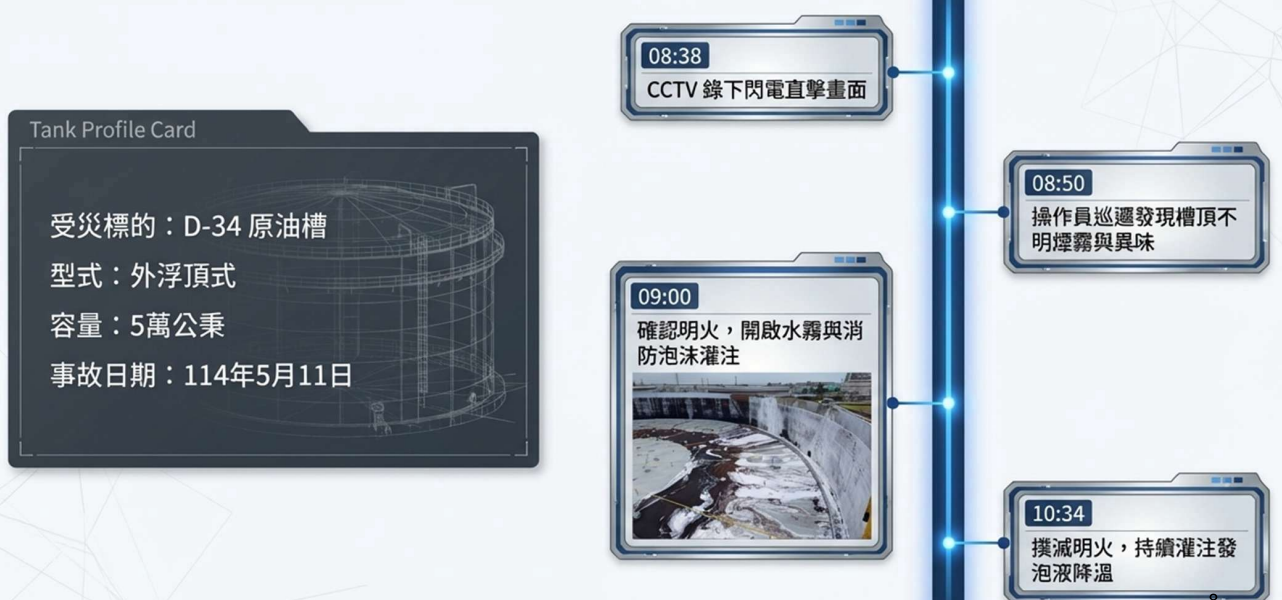 Tank Profile Card
受災標的：D-34 原油槽
型式：外浮頂式
容量：5萬公秉
事故日期：114年5月11日
08:38
CCTV 錄下閃電直擊畫面
08:50
操作員巡邏發現槽頂不
明煙霧與異味
09:00
確認明火，開啟水霧與消
防泡沫灌注
10:34
撲滅明火，持續灌注發
泡液降溫